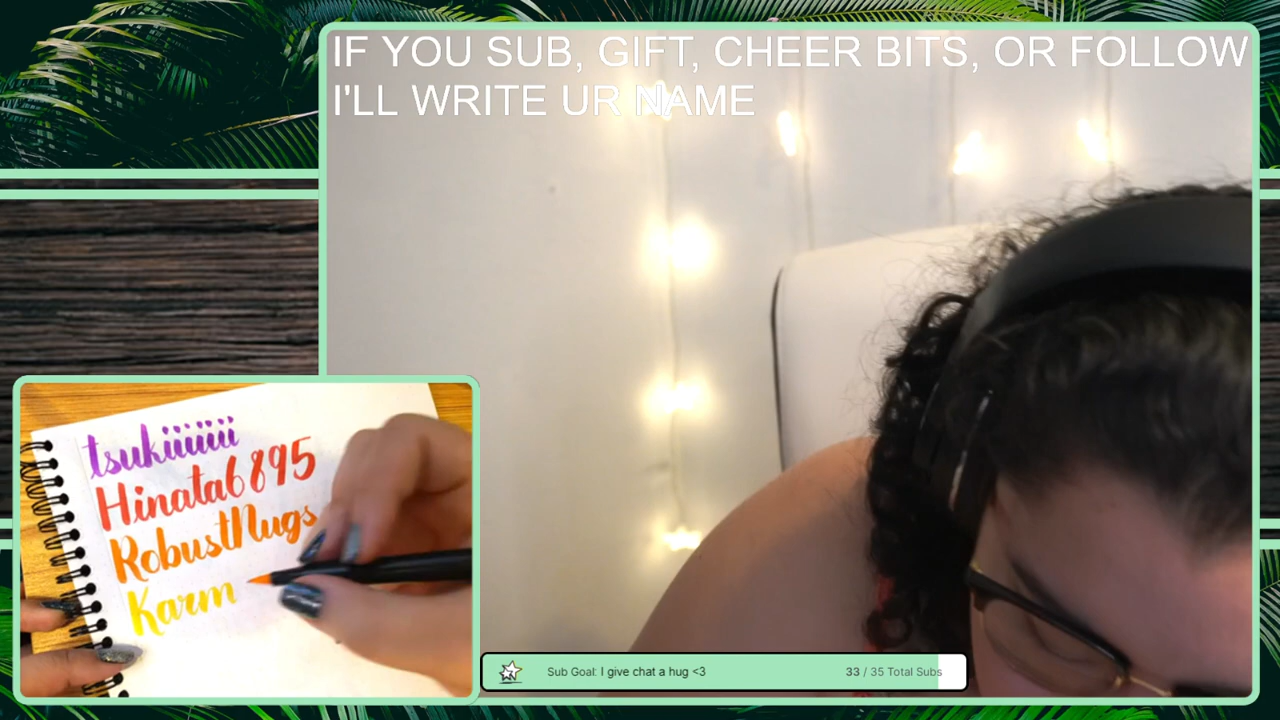 IF YOU SUB, GIFT, CHEER BITS, OR FOLLOW
I'LL WRITE UR NAME
tsukiiiiiii
Hinata6895
RobustNugs
Karm
Sub Goal: I give chat a hug <3 33 / 35 Total Subs